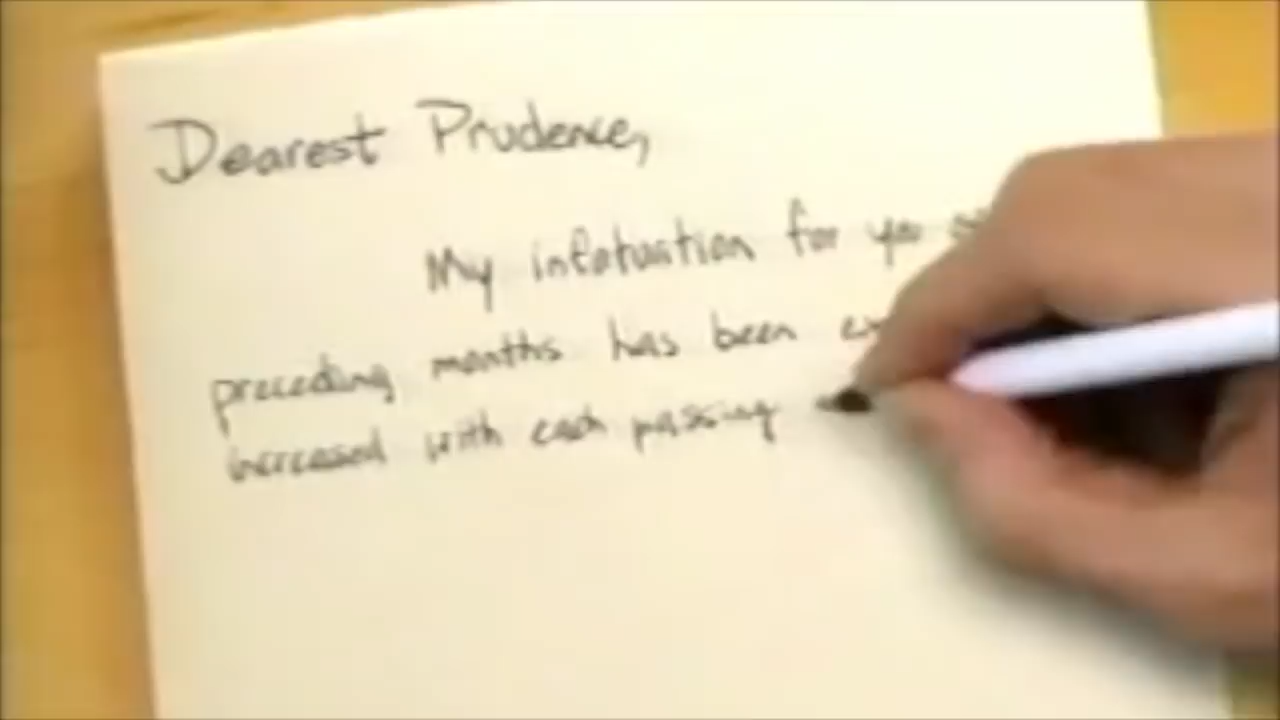 Dearest Prudence,
My infatuation for you
preceding months has been
increased with each passing